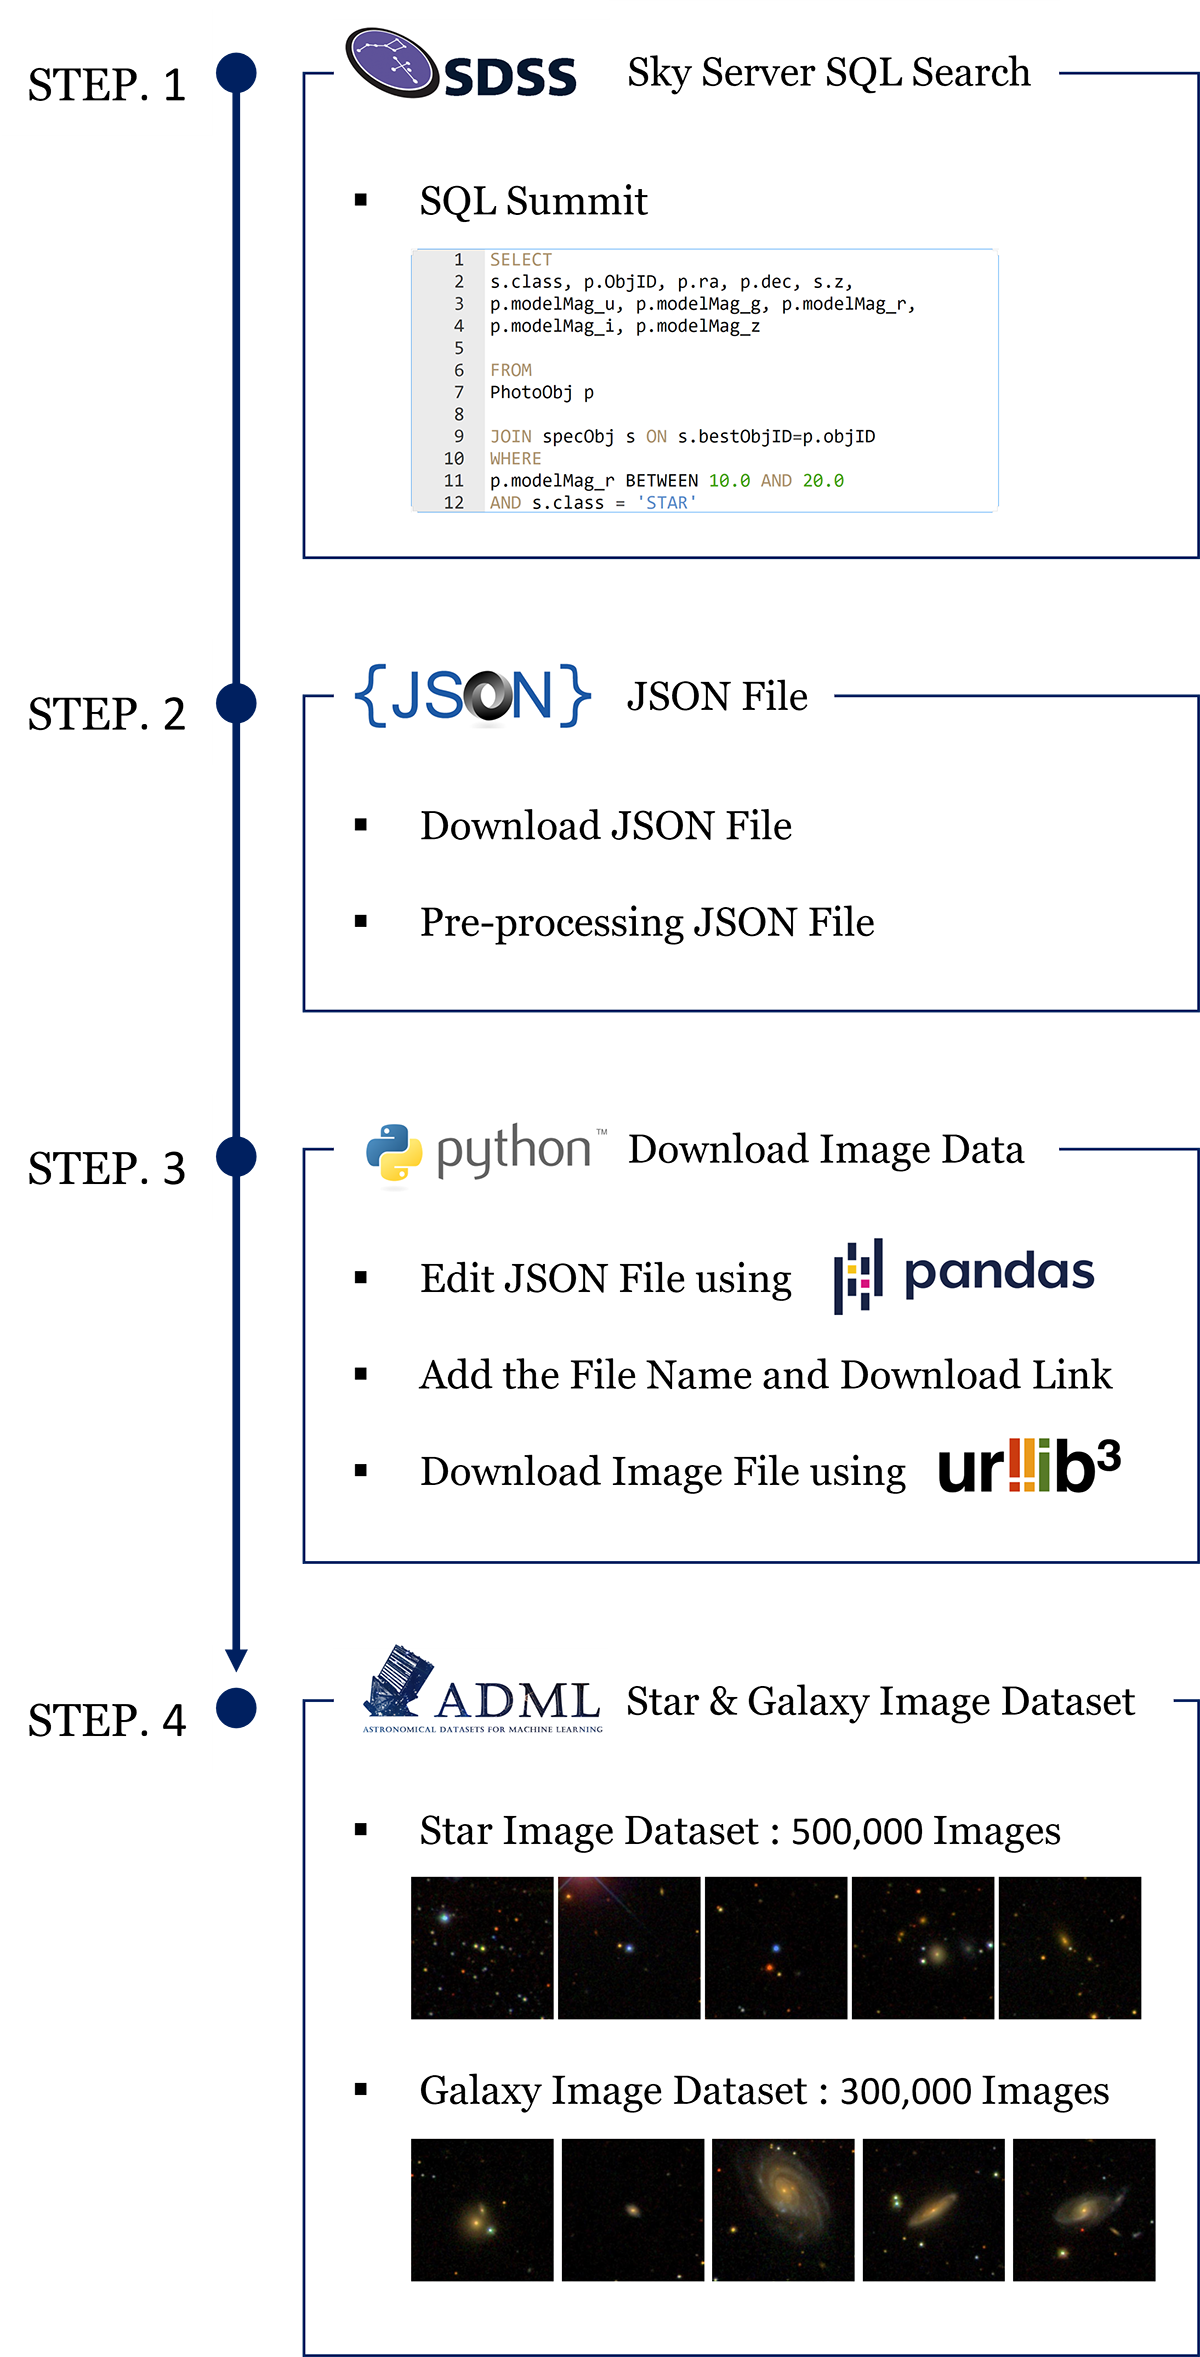 STEP. 1
SDSS Sky Server SQL Search
▪ SQL Summit
1 SELECT
2 s.class, p.ObjID, p.ra, p.dec, s.z,
3 p.modelMag_u, p.modelMag_g, p.modelMag_r,
4 p.modelMag_i, p.modelMag_z
5
6 FROM
7 PhotoObj p
8
9 JOIN specObj s ON s.bestObjID=p.objID
10 WHERE
11 p.modelMag_r BETWEEN 10.0 AND 20.0
12 AND s.class = 'STAR'
STEP. 2
{JSON} JSON File
▪ Download JSON File
▪ Pre-processing JSON File
STEP. 3
python™ Download Image Data
▪ Edit JSON File using pandas
▪ Add the File Name and Download Link
▪ Download Image File using urllib3
STEP. 4
ADML Star & Galaxy Image Dataset
ASTRONOMICAL DATASETS FOR MACHINE LEARNING
▪ Star Image Dataset : 500,000 Images
▪ Galaxy Image Dataset : 300,000 Images